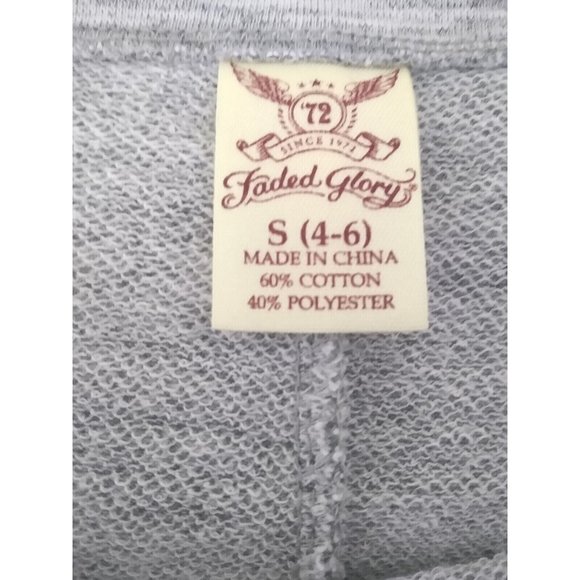 '72
SINCE 1972
Faded Glory®
S (4-6)
MADE IN CHINA
60% COTTON
40% POLYESTER